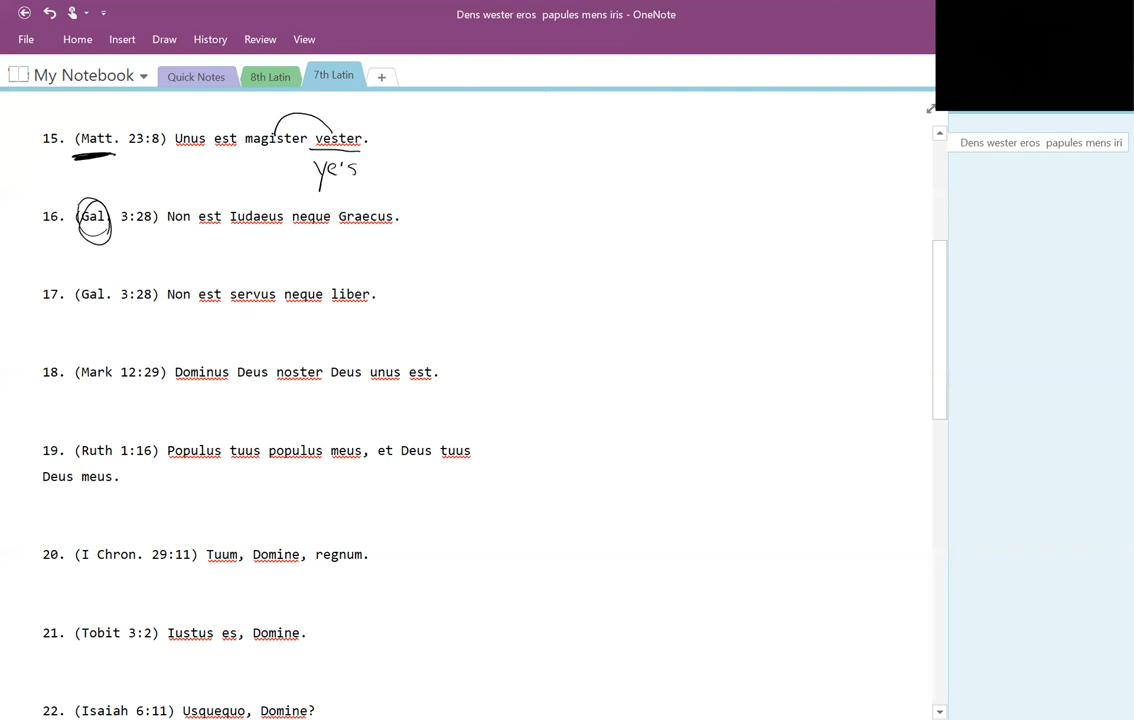 Dens wester eros  papules mens iris - OneNote
File Home Insert Draw History Review View
My Notebook Quick Notes 8th Latin 7th Latin +
Dens wester eros  papules mens iri
15. (Matt. 23:8) Unus est magister vester.
ye's
16. (Gal. 3:28) Non est Iudaeus neque Graecus.
17. (Gal. 3:28) Non est servus neque liber.
18. (Mark 12:29) Dominus Deus noster Deus unus est.
19. (Ruth 1:16) Populus tuus populus meus, et Deus tuus
Deus meus.
20. (I Chron. 29:11) Tuum, Domine, regnum.
21. (Tobit 3:2) Iustus es, Domine.
22. (Isaiah 6:11) Usquequo, Domine?